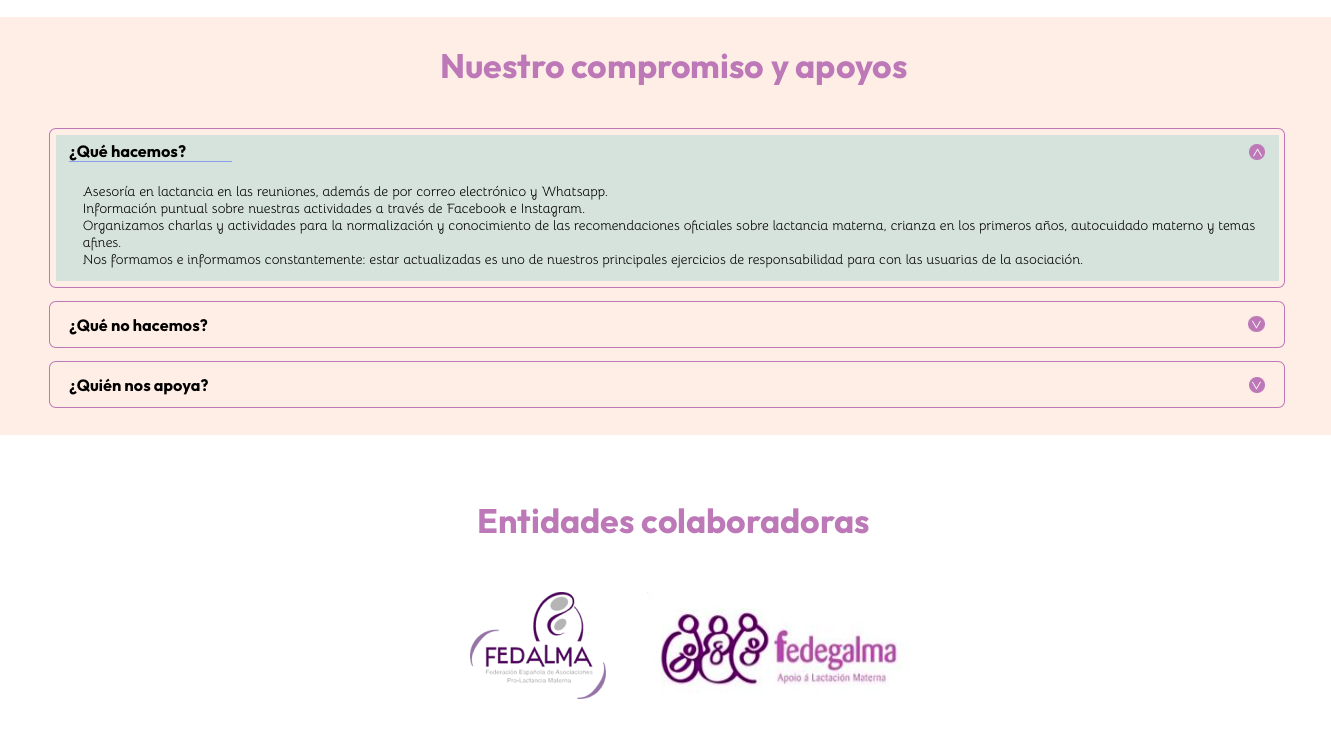 Nuestro compromiso y apoyos
¿Qué hacemos?
Asesoría en lactancia en las reuniones, además de por correo electrónico y Whatsapp.
Información puntual sobre nuestras actividades a través de Facebook e Instagram.
Organizamos charlas y actividades para la normalización y conocimiento de las recomendaciones oficiales sobre lactancia materna, crianza en los primeros años, autocuidado materno y temas
afines.
Nos formamos e informamos constantemente: estar actualizadas es uno de nuestros principales ejercicios de responsabilidad para con las usuarias de la asociación.
¿Qué no hacemos?
¿Quién nos apoya?
Entidades colaboradoras
FEDALMA
Federación Española de Asociaciones
Pro-Lactancia Materna
fedegalma
Apoio á Lactación Materna